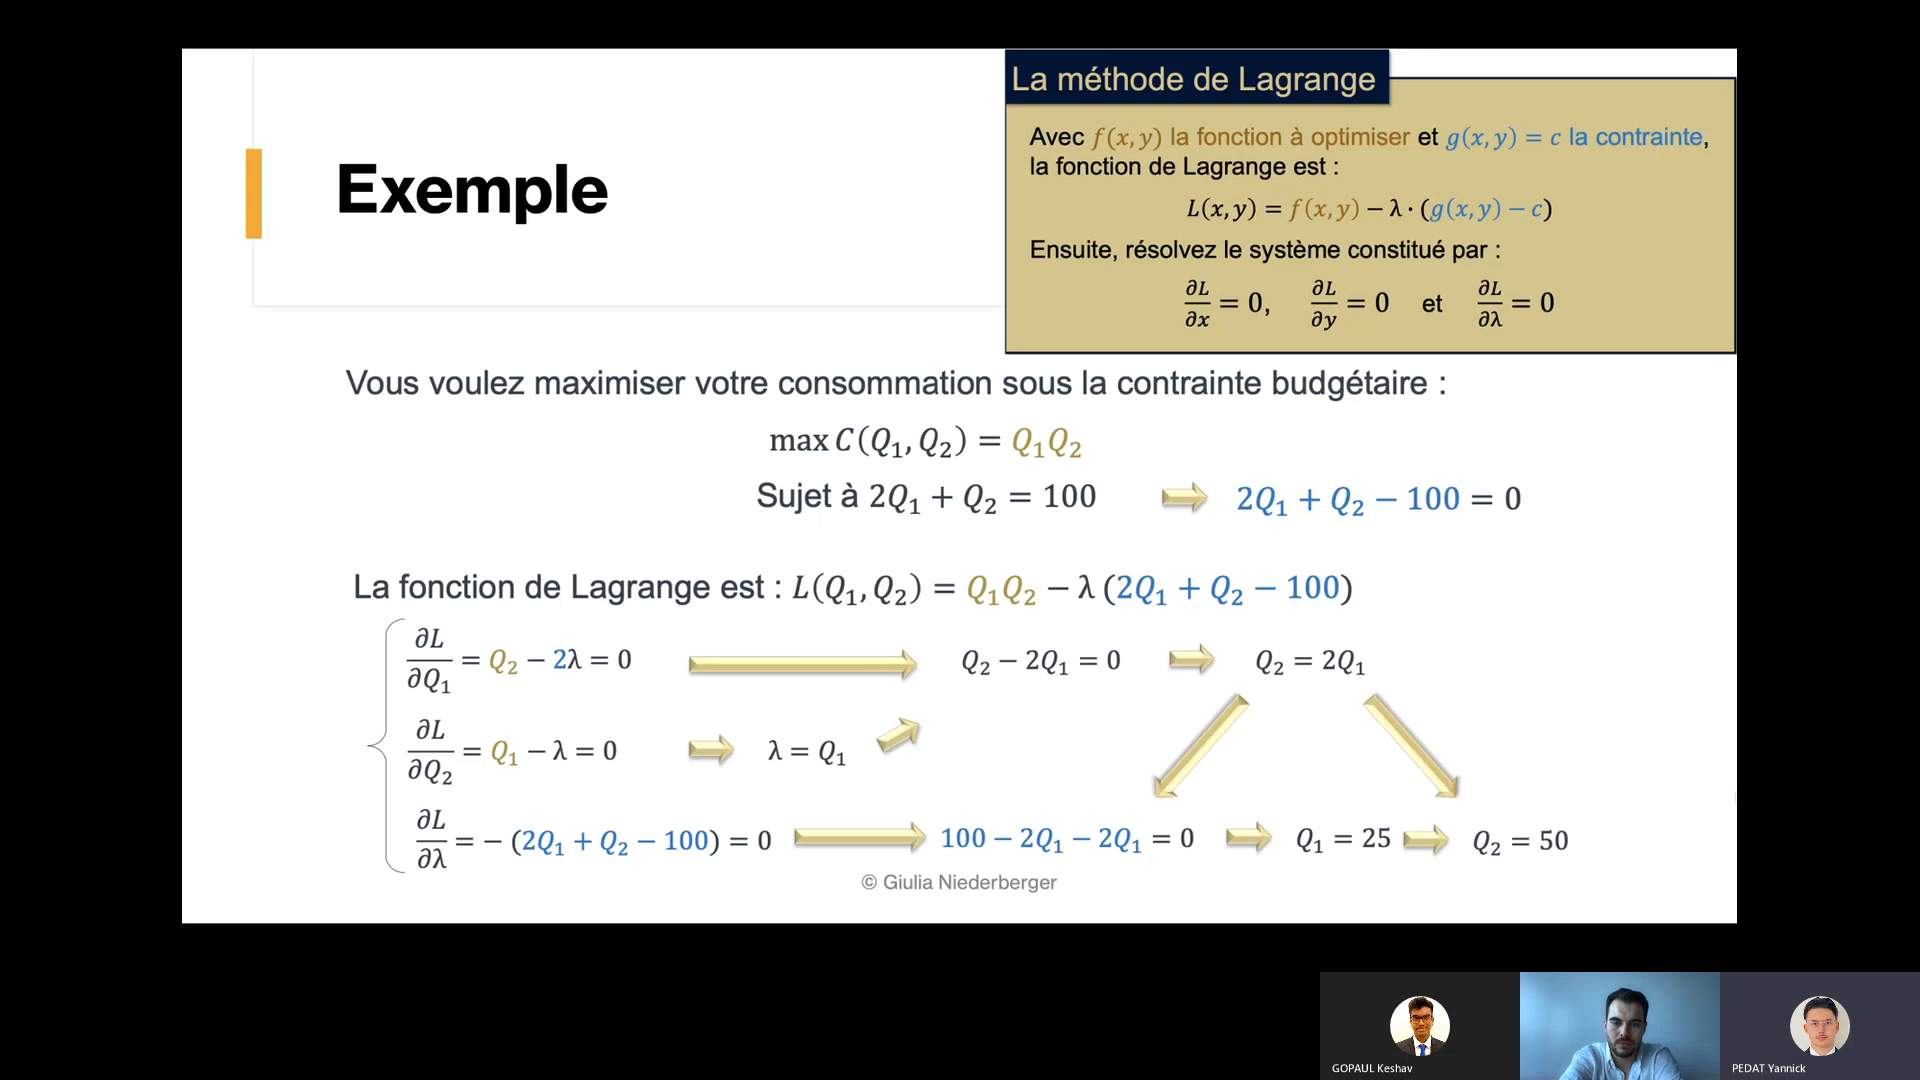 La méthode de Lagrange
Avec f(x, y) la fonction à optimiser et g(x, y) = c la contrainte,
la fonction de Lagrange est :
L(x, y) = f(x, y) − λ · (g(x, y) − c)
Ensuite, résolvez le système constitué par :
∂L/∂x = 0, ∂L/∂y = 0 et ∂L/∂λ = 0
Exemple
Vous voulez maximiser votre consommation sous la contrainte budgétaire :
max C(Q₁, Q₂) = Q₁Q₂
Sujet à 2Q₁ + Q₂ = 100 2Q₁ + Q₂ − 100 = 0
La fonction de Lagrange est : L(Q₁, Q₂) = Q₁Q₂ − λ (2Q₁ + Q₂ − 100)
∂L/∂Q₁ = Q₂ − 2λ = 0 Q₂ − 2Q₁ = 0 Q₂ = 2Q₁
∂L/∂Q₂ = Q₁ − λ = 0 λ = Q₁
∂L/∂λ = − (2Q₁ + Q₂ − 100) = 0 100 − 2Q₁ − 2Q₁ = 0 Q₁ = 25 Q₂ = 50
© Giulia Niederberger
GOPAUL Keshav
PEDAT Yannick